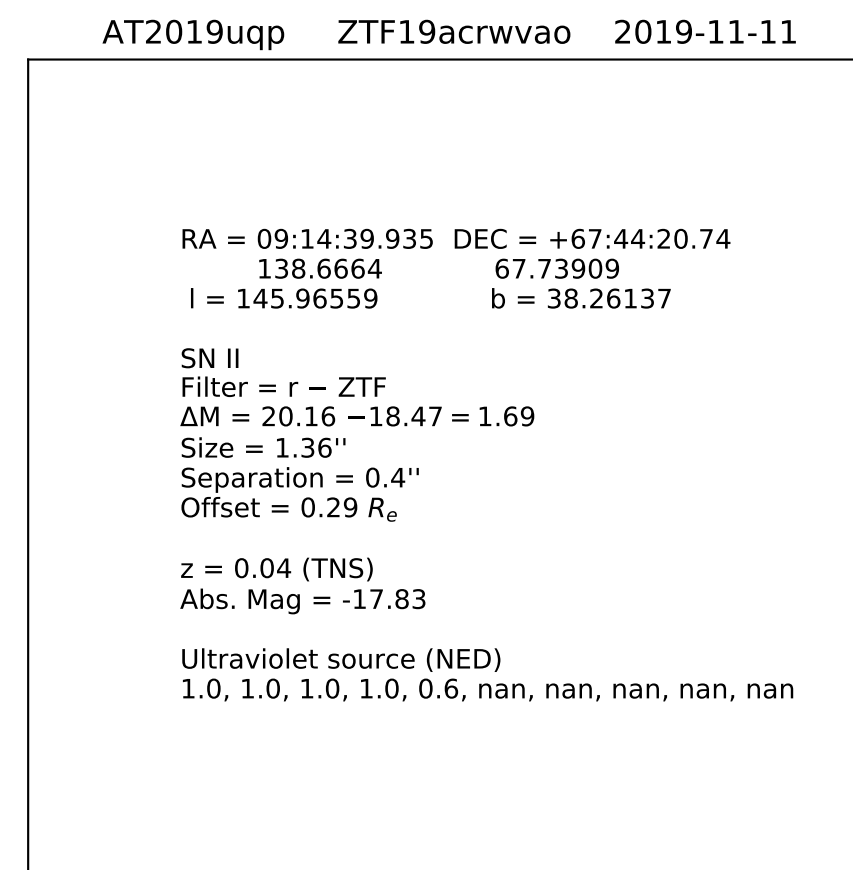 AT2019uqp ZTF19acrwvao 2019-11-11
RA = 09:14:39.935 DEC = +67:44:20.74
138.6664 67.73909
l = 145.96559 b = 38.26137
SN II
Filter = r − ZTF
ΔM = 20.16 −18.47 = 1.69
Size = 1.36''
Separation = 0.4''
Offset = 0.29 Rₑ
z = 0.04 (TNS)
Abs. Mag = -17.83
Ultraviolet source (NED)
1.0, 1.0, 1.0, 1.0, 0.6, nan, nan, nan, nan, nan